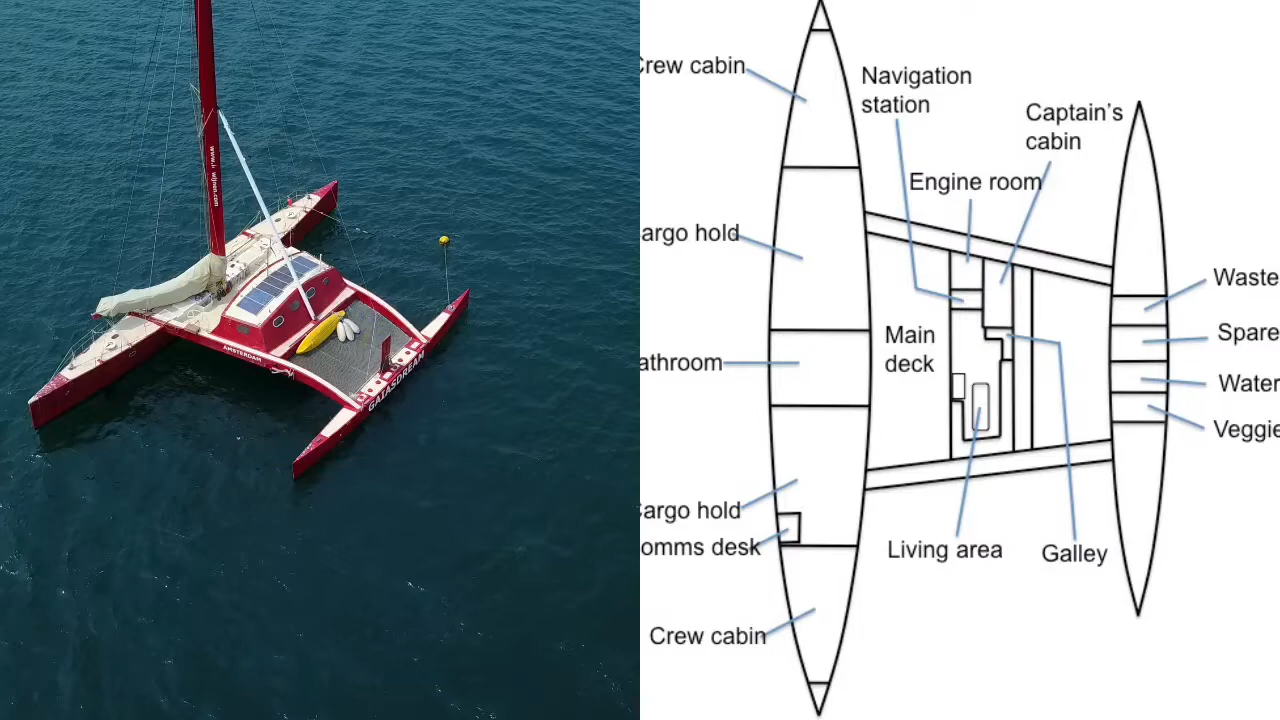 AMSTERDAM
GAIASDREAM
Crew cabin
Navigation
station
Captain's
cabin
Engine room
argo hold
Waste
Main
deck
Spare
athroom
Water
Veggie
Cargo hold
omms desk
Living area
Galley
Crew cabin